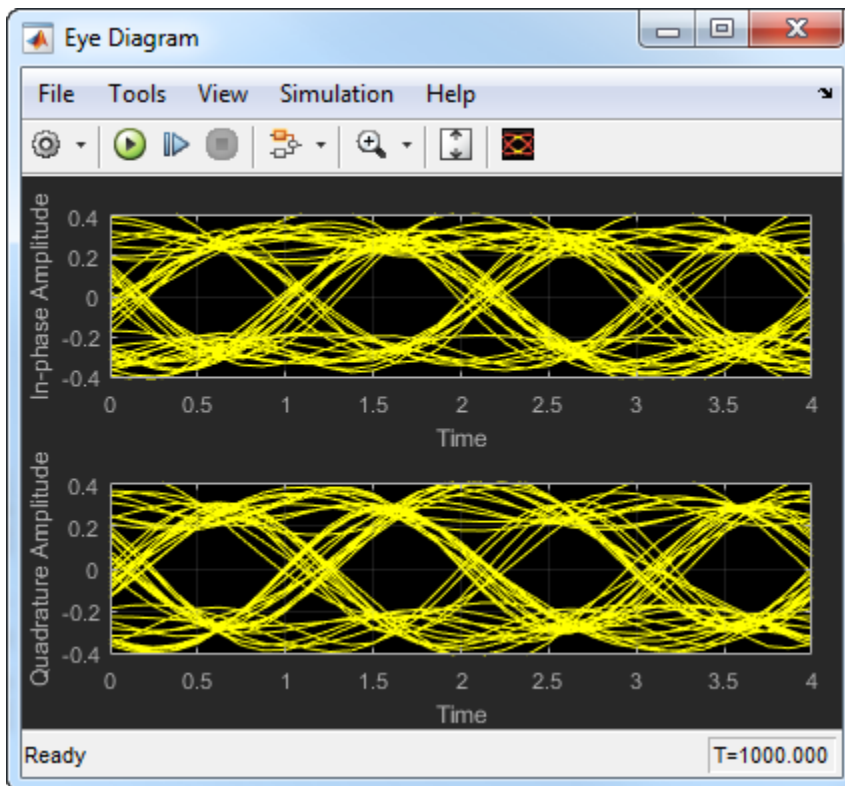 Eye Diagram
File Tools View Simulation Help
In-phase Amplitude
0.4
0.2
0
-0.2
-0.4
0 0.5 1 1.5 2 2.5 3 3.5 4
Time
Quadrature Amplitude
0.4
0.2
0
-0.2
-0.4
0 0.5 1 1.5 2 2.5 3 3.5 4
Time
Ready T=1000.000